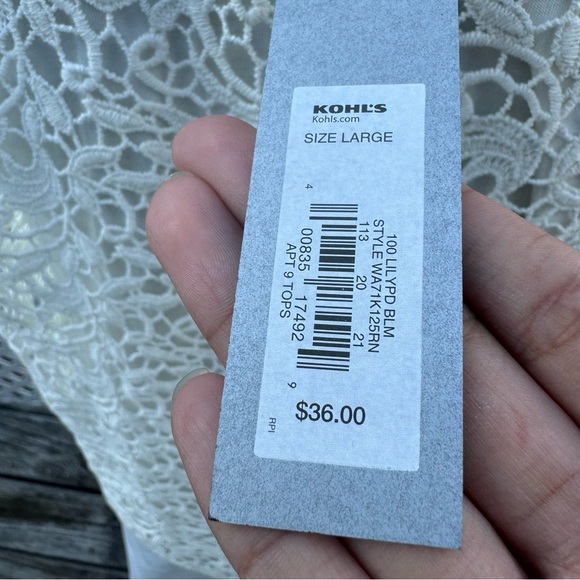 KOHL'S
Kohls.com
SIZE LARGE
100 LILYPD BLM
STYLE WA71K125RN
113 20 21
4 00835 17492 9
APT 9 TOPS
$36.00
RPI